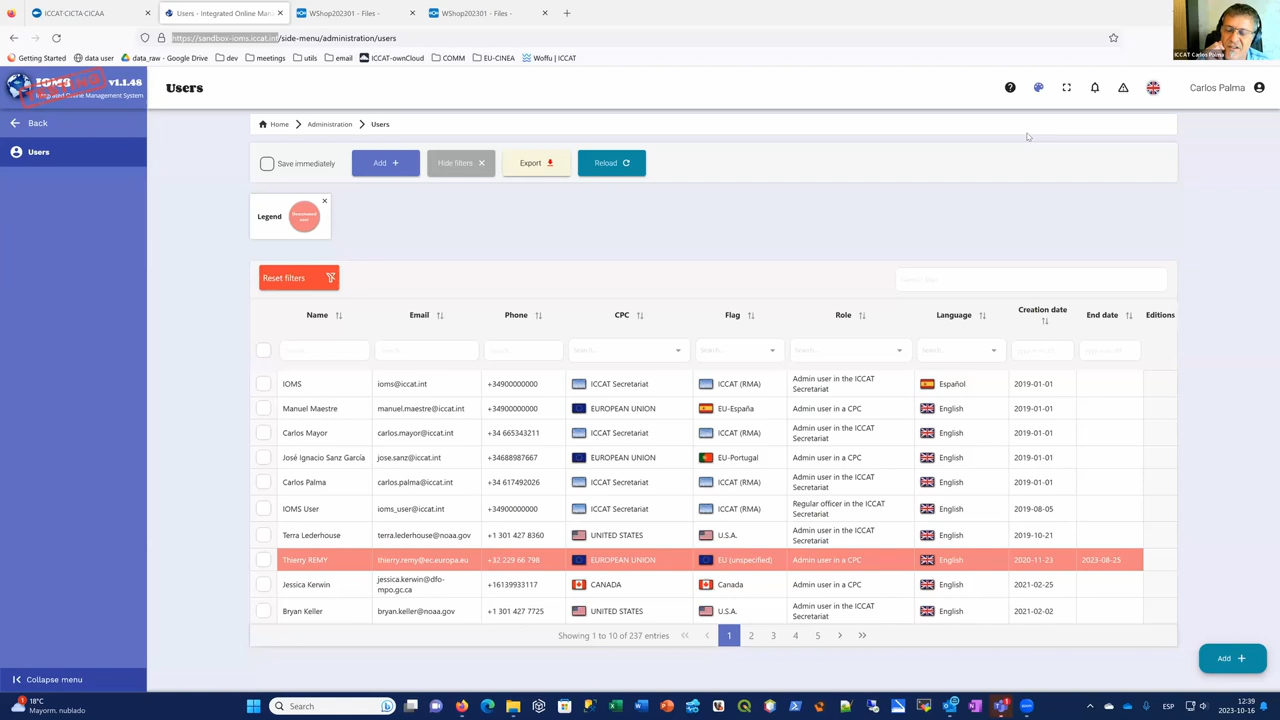 ICCAT·CICTA·CICAA
Users - Integrated Online Man
WShop202301 - Files -
WShop202301 - Files -
https://sandbox-ioms.iccat.int/side-menu/administration/users
Getting Started
data user
data_raw - Google Drive
dev
meetings
utils
email
ICCAT-ownCloud
COMM
EU-CINEA
Woffu | ICCAT
ICCAT Carlos Palma
IOMS v1.1.48
Integrated Online Management System
TESTING
Users
Carlos Palma
Back
Users
Home > Administration > Users
Save immediately
Add +
Hide filters
Export
Reload
Legend
Reset filters
Name Email Phone CPC Flag Role Language Creation date End date Editions
Search... Search... Search... Search...
IOMS ioms@iccat.int +34900000000 ICCAT Secretariat ICCAT (RMA) Admin user in the ICCAT Secretariat Español 2019-01-01
Manuel Maestre manuel.maestre@iccat.int +34900000000 EUROPEAN UNION EU-España Admin user in a CPC English 2019-01-01
Carlos Mayor carlos.mayor@iccat.int +34 665343211 ICCAT Secretariat ICCAT (RMA) Admin user in the ICCAT Secretariat English 2019-01-01
José Ignacio Sanz García jose.sanz@iccat.int +34688987667 EUROPEAN UNION EU-Portugal Admin user in a CPC English 2019-01-01
Carlos Palma carlos.palma@iccat.int +34 617492026 ICCAT Secretariat ICCAT (RMA) Admin user in the ICCAT Secretariat English 2019-01-01
IOMS User ioms_user@iccat.int +34900000000 ICCAT Secretariat ICCAT (RMA) Regular officer in the ICCAT Secretariat English 2019-08-05
Terra Lederhouse terra.lederhouse@noaa.gov +1 301 427 8360 UNITED STATES U.S.A. Admin user in the ICCAT Secretariat English 2019-10-21
Thierry REMY thierry.remy@ec.europa.eu +32 229 66 798 EUROPEAN UNION EU (unspecified) Admin user in a CPC English 2020-11-23 2023-08-25
Jessica Kerwin jessica.kerwin@dfo-mpo.gc.ca +16139933117 CANADA Canada Admin user in a CPC English 2021-02-25
Bryan Keller bryan.keller@noaa.gov +1 301 427 7725 UNITED STATES U.S.A. Admin user in the ICCAT Secretariat English 2021-02-02
Showing 1 to 10 of 237 entries « ‹ 1 2 3 4 5 › »
Add +
Collapse menu
18°C
Mayorm. nublado
Search
12:39
2023-10-16